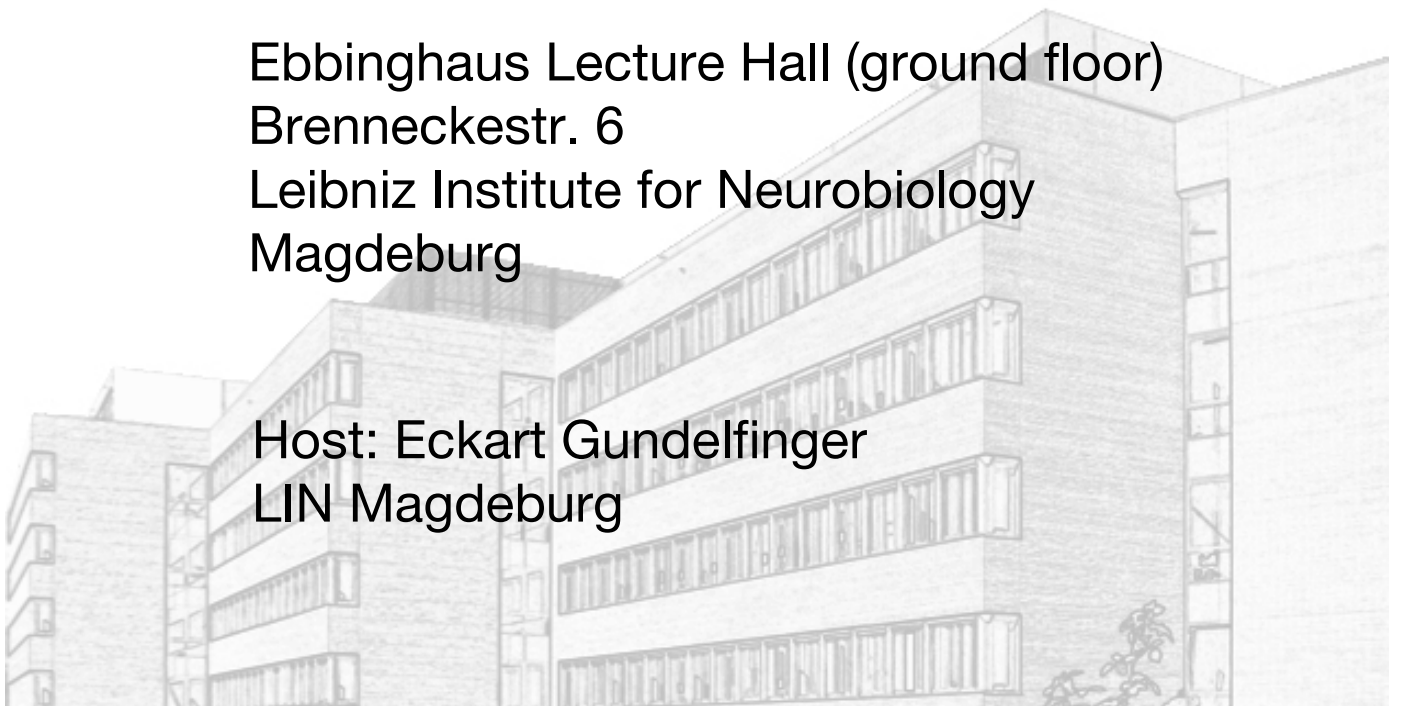 Ebbinghaus Lecture Hall (ground floor)
Brenneckestr. 6
Leibniz Institute for Neurobiology
Magdeburg
Host: Eckart Gundelfinger
LIN Magdeburg